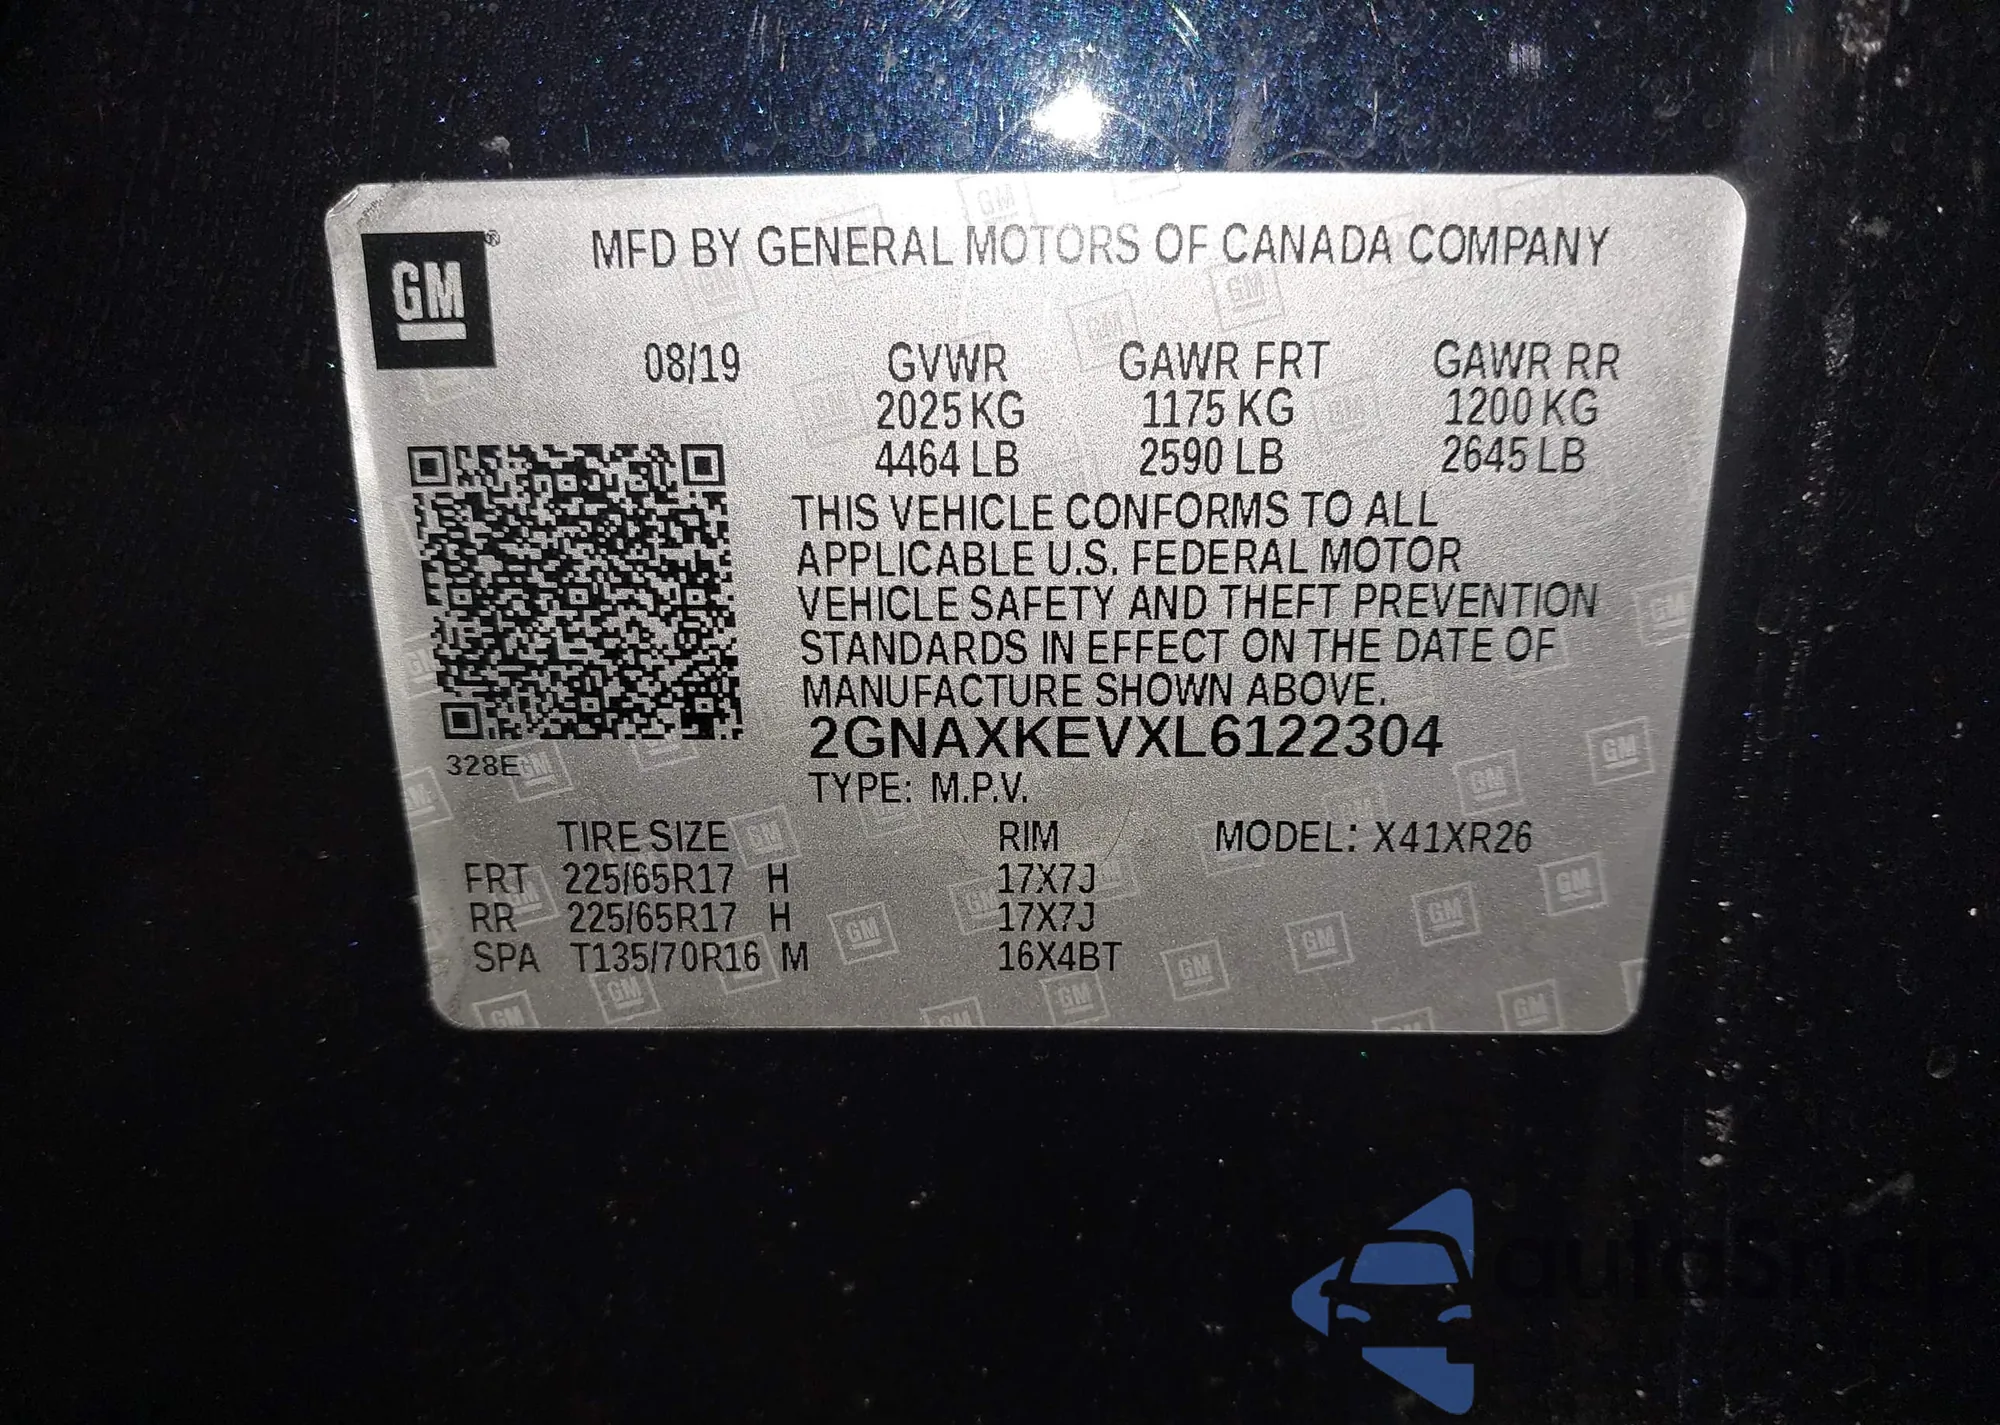 GM®
MFD BY GENERAL MOTORS OF CANADA COMPANY
08/19 GVWR GAWR FRT GAWR RR
2025 KG 1175 KG 1200 KG
4464 LB 2590 LB 2645 LB
THIS VEHICLE CONFORMS TO ALL
APPLICABLE U.S. FEDERAL MOTOR
VEHICLE SAFETY AND THEFT PREVENTION
STANDARDS IN EFFECT ON THE DATE OF
MANUFACTURE SHOWN ABOVE.
2GNAXKEVXL6122304
328E
TYPE: M.P.V.
TIRE SIZE RIM MODEL: X41XR26
FRT 225/65R17 H 17X7J
RR 225/65R17 H 17X7J
SPA T135/70R16 M 16X4BT